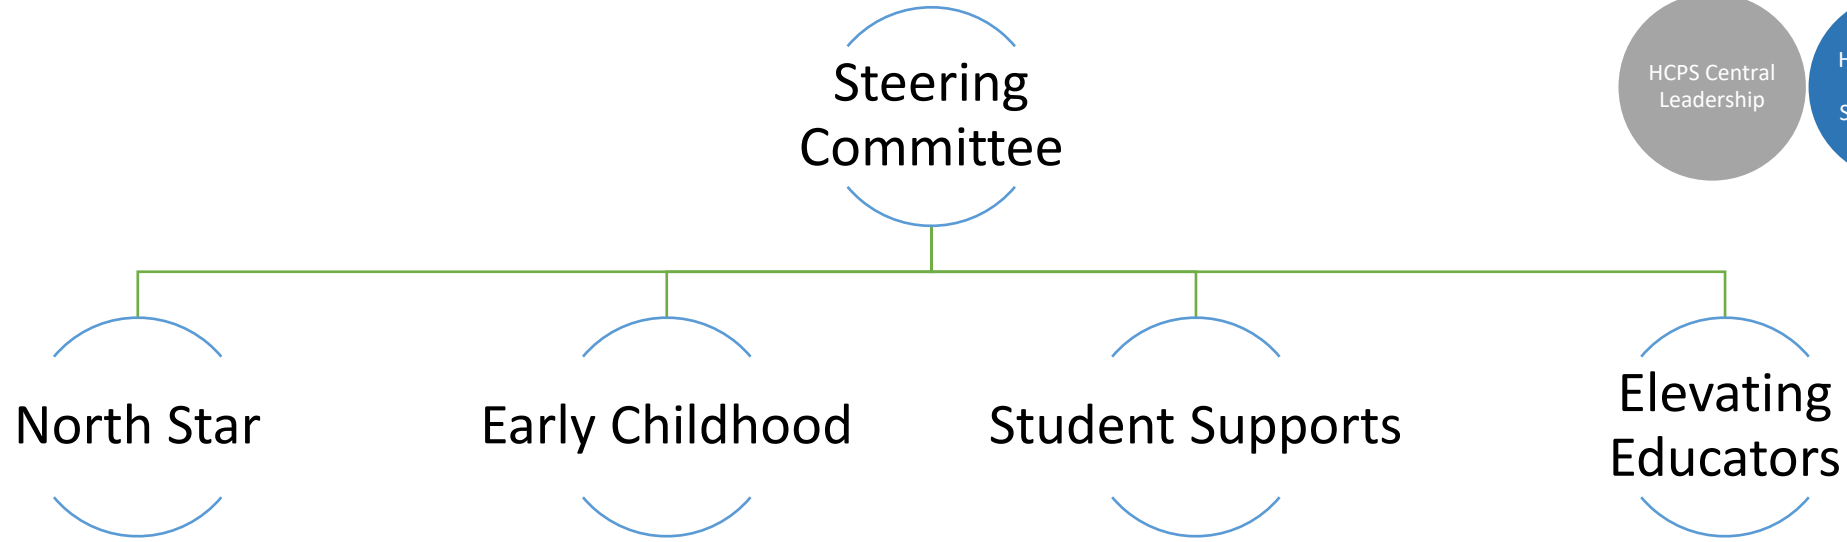 Steering
Committee
HCPS Central
Leadership
North Star
Early Childhood
Student Supports
Elevating
Educators